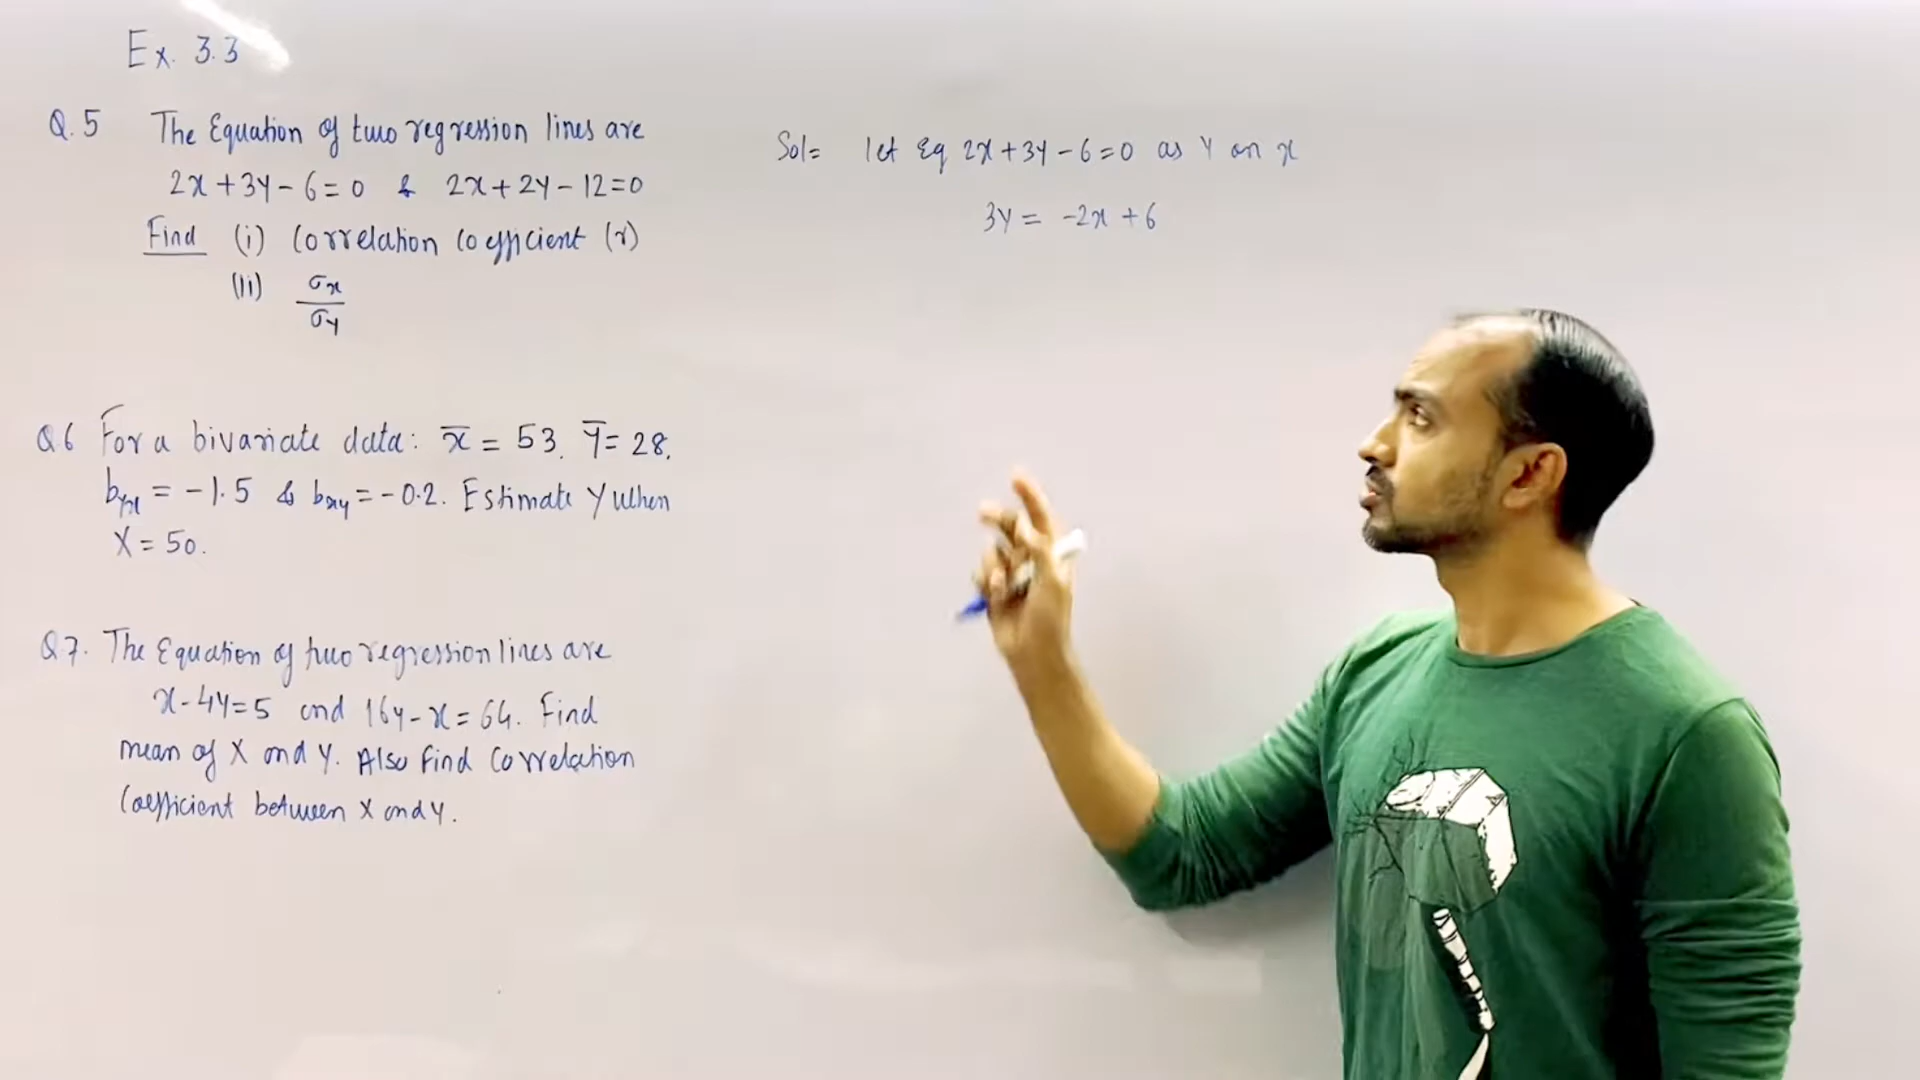 Ex. 3.3
Q.5 The Equation of two regression lines are
2x+3y-6=0 & 2x+2y-12=0
Find (i) Correlation Coefficient (r)
(ii) σx/σy
Q6 For a bivariate data: x̄ = 53, ȳ = 28,
byx = -1.5 & bxy = -0.2. Estimate Y when
X = 50.
Q7. The Equation of two regression lines are
x-4y=5 and 16y-x=64. Find
mean of X and Y. Also Find Correlation
Coefficient between X and Y.
Sol= let Eq 2x+3y-6=0 as Y on x
3y = -2x +6